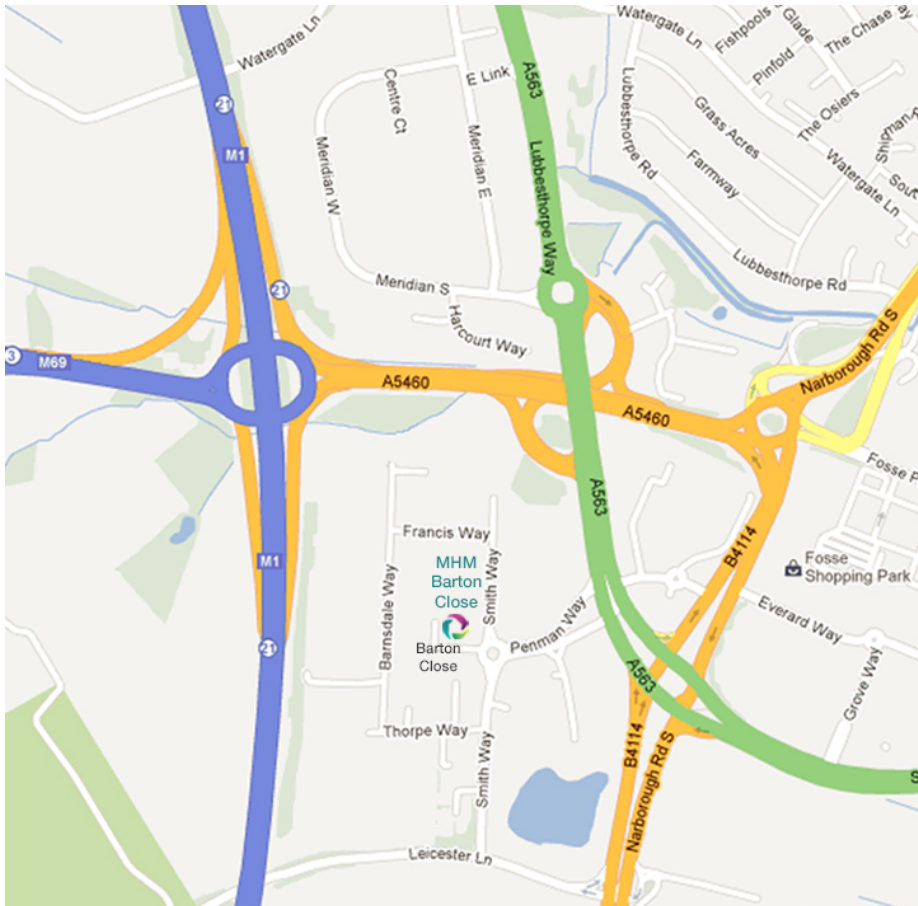 Watergate Ln
21
M1
Centre Ct
E Link
A563
Meridian W
Meridian E
Lubbesthorpe Way
Watergate Ln
Fishpools
Glade
The Chase
Pinfold
The Osiers
Lubbesthorpe Rd
Grass Acres
Farmway
Watergate Ln
Lubbesthorpe Rd
21
Meridian S
Harcourt Way
3
M69
A5460
A5460
Narborough Rd S
Fosse P
A563
B4114
Francis Way
MHM
Barton
Close
Smith Way
Barnsdale Way
Fosse
Shopping Park
M1
21
Barton
Close
Penman Way
Everard Way
A563
Grove Way
Thorpe Way
Smith Way
B4114
Narborough Rd S
S
Leicester Ln